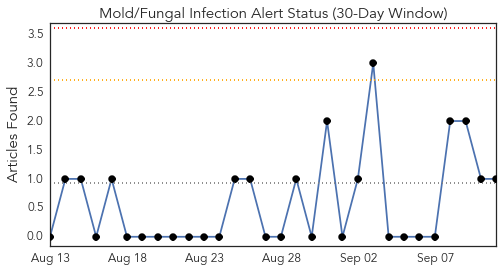 Mold/Fungal Infection Alert Status (30-Day Window)
Articles Found
3.5
3.0
2.5
2.0
1.5
1.0
0.5
0.0
Aug 13 Aug 18 Aug 23 Aug 28 Sep 02 Sep 07